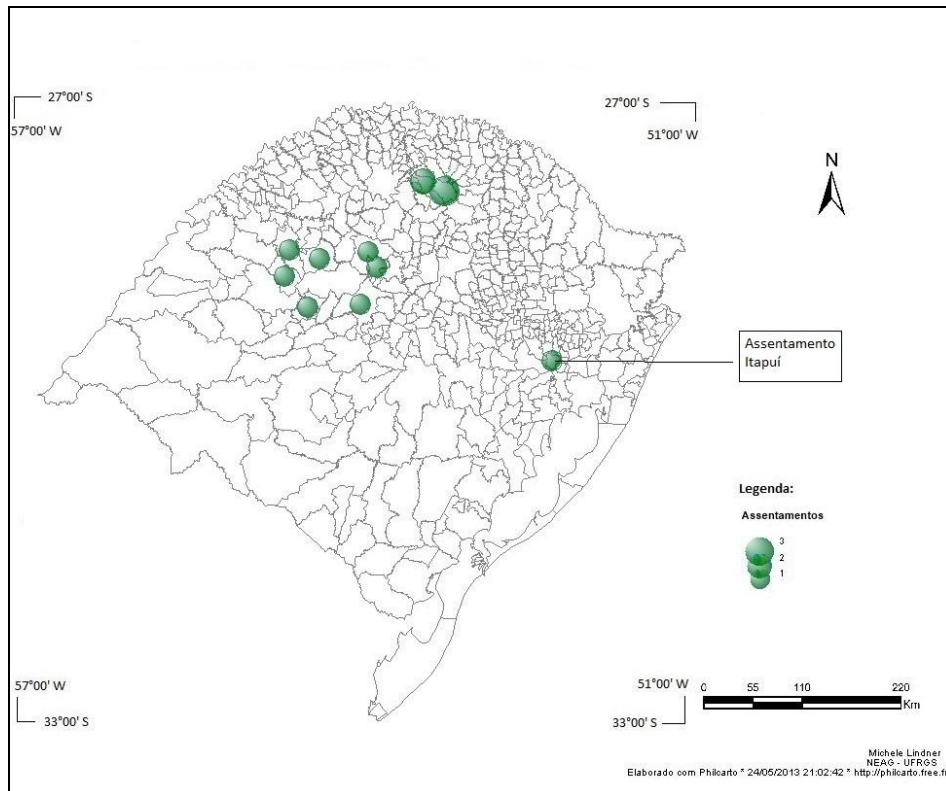 27°00' S
57°00' W
27°00' S
51°00' W
N
Assentamento
Itapuí
Legenda:
Assentamentos
3
2
1
57°00' W
33°00' S
51°00' W
33°00' S
0 55 110 220
Km
Michele Lindner
NEAG - UFRGS
Elaborado com Philcarto * 24/05/2013 21:02:42 * http://philcarto.free.fr